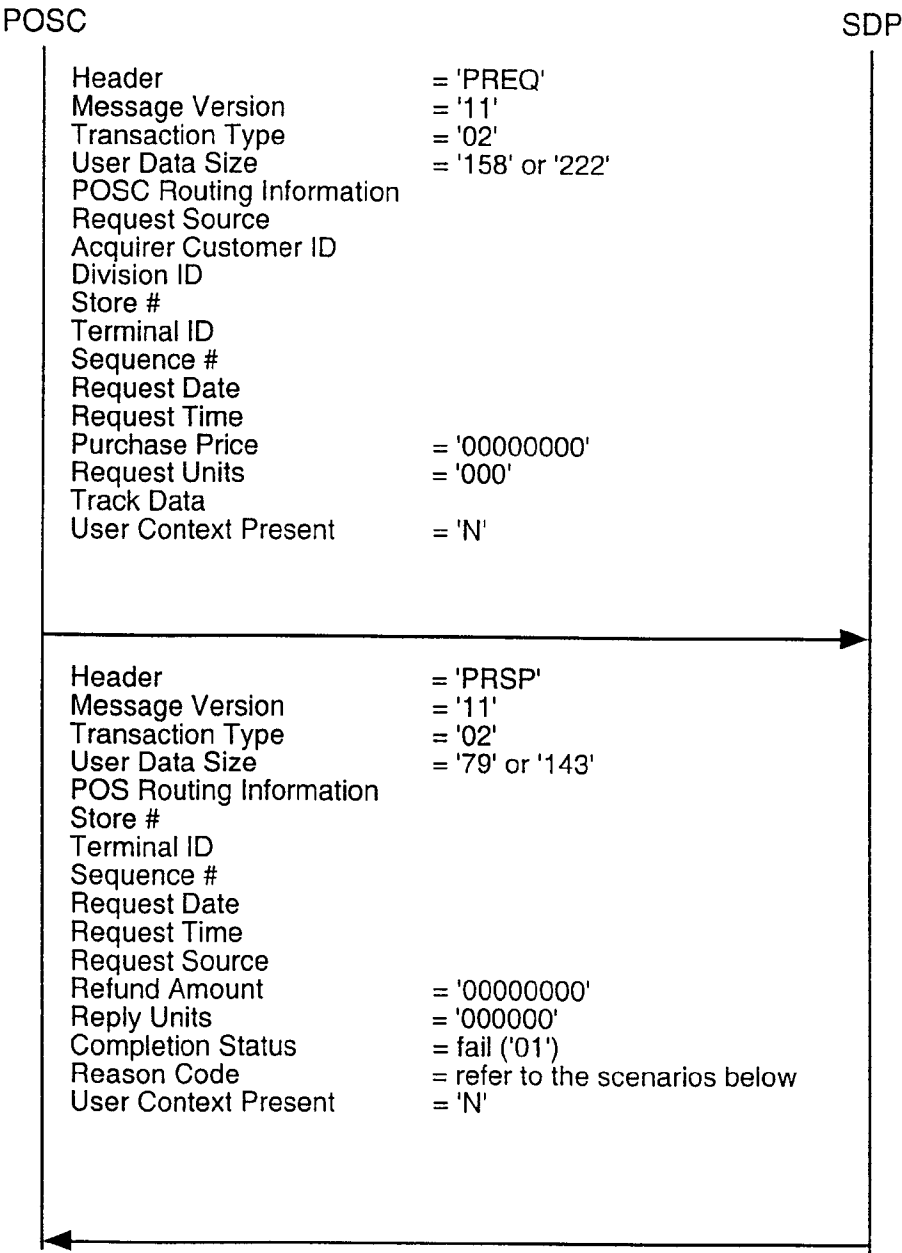 POSC SDP
Header = 'PREQ'
Message Version = '11'
Transaction Type = '02'
User Data Size = '158' or '222'
POSC Routing Information
Request Source
Acquirer Customer ID
Division ID
Store #
Terminal ID
Sequence #
Request Date
Request Time
Purchase Price = '00000000'
Request Units = '000'
Track Data
User Context Present = 'N'
Header = 'PRSP'
Message Version = '11'
Transaction Type = '02'
User Data Size = '79' or '143'
POS Routing Information
Store #
Terminal ID
Sequence #
Request Date
Request Time
Request Source
Refund Amount = '00000000'
Reply Units = '000000'
Completion Status = fail ('01')
Reason Code = refer to the scenarios below
User Context Present = 'N'